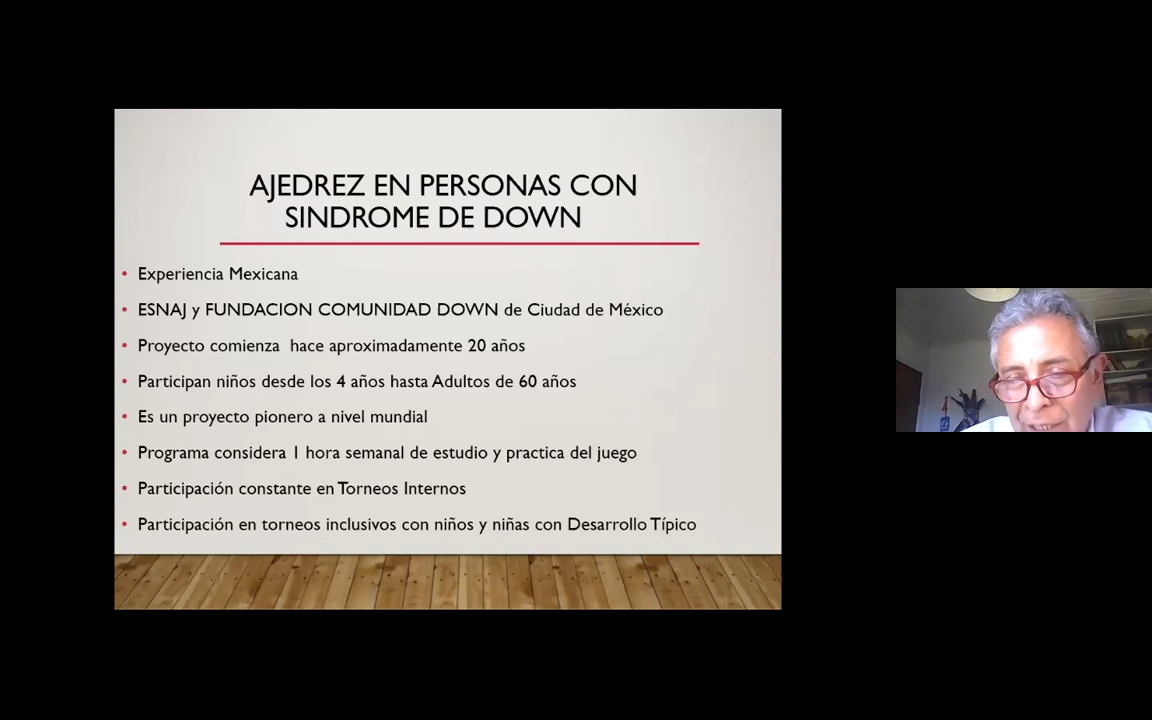 AJEDREZ EN PERSONAS CON
SINDROME DE DOWN
• Experiencia Mexicana
• ESNAJ y FUNDACION COMUNIDAD DOWN de Ciudad de México
• Proyecto comienza  hace aproximadamente 20 años
• Participan niños desde los 4 años hasta Adultos de 60 años
• Es un proyecto pionero a nivel mundial
• Programa considera 1 hora semanal de estudio y practica del juego
• Participación constante en Torneos Internos
• Participación en torneos inclusivos con niños y niñas con Desarrollo Típico